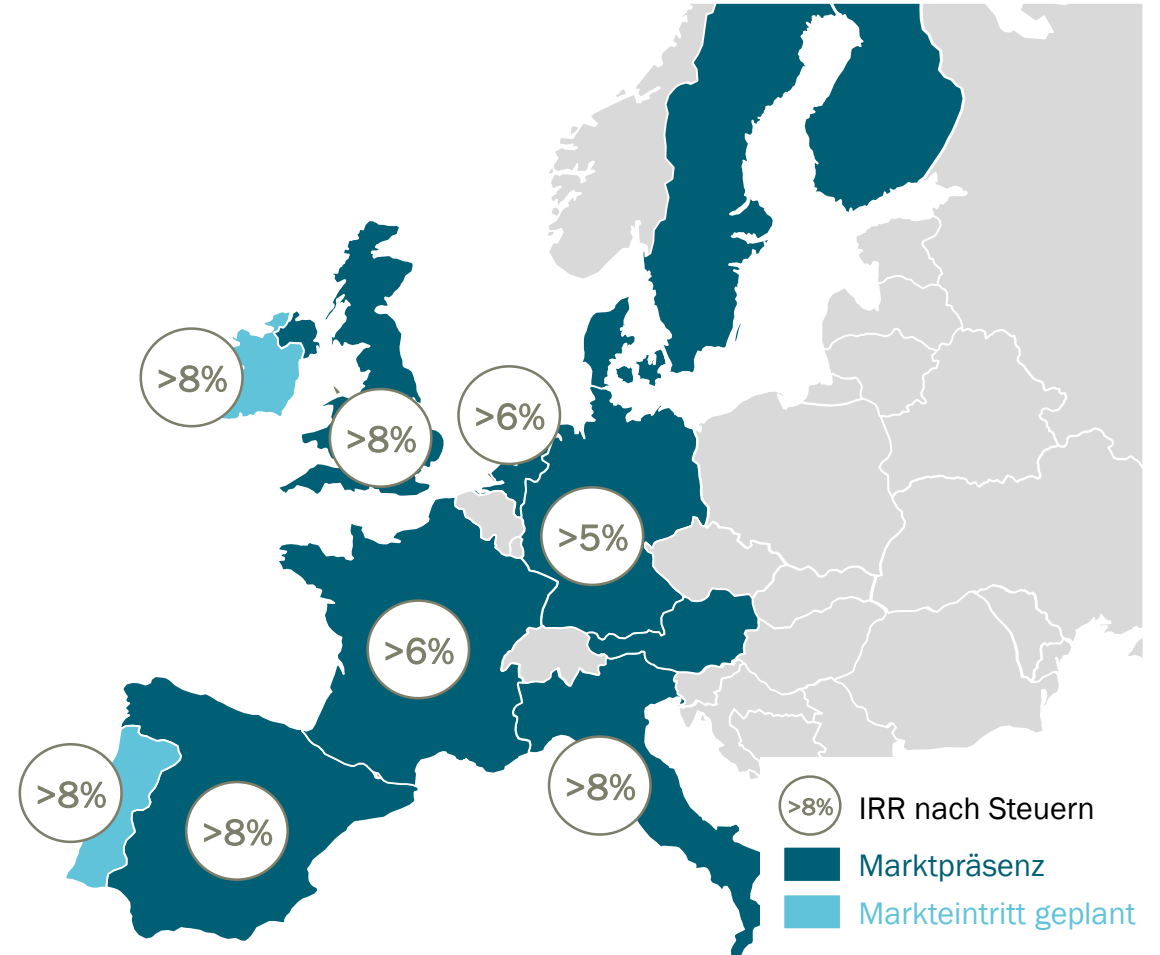 >8%
>8%
>6%
>5%
>6%
>8%
>8%
>8%
>8% IRR nach Steuern
Marktpräsenz
Markteintritt geplant